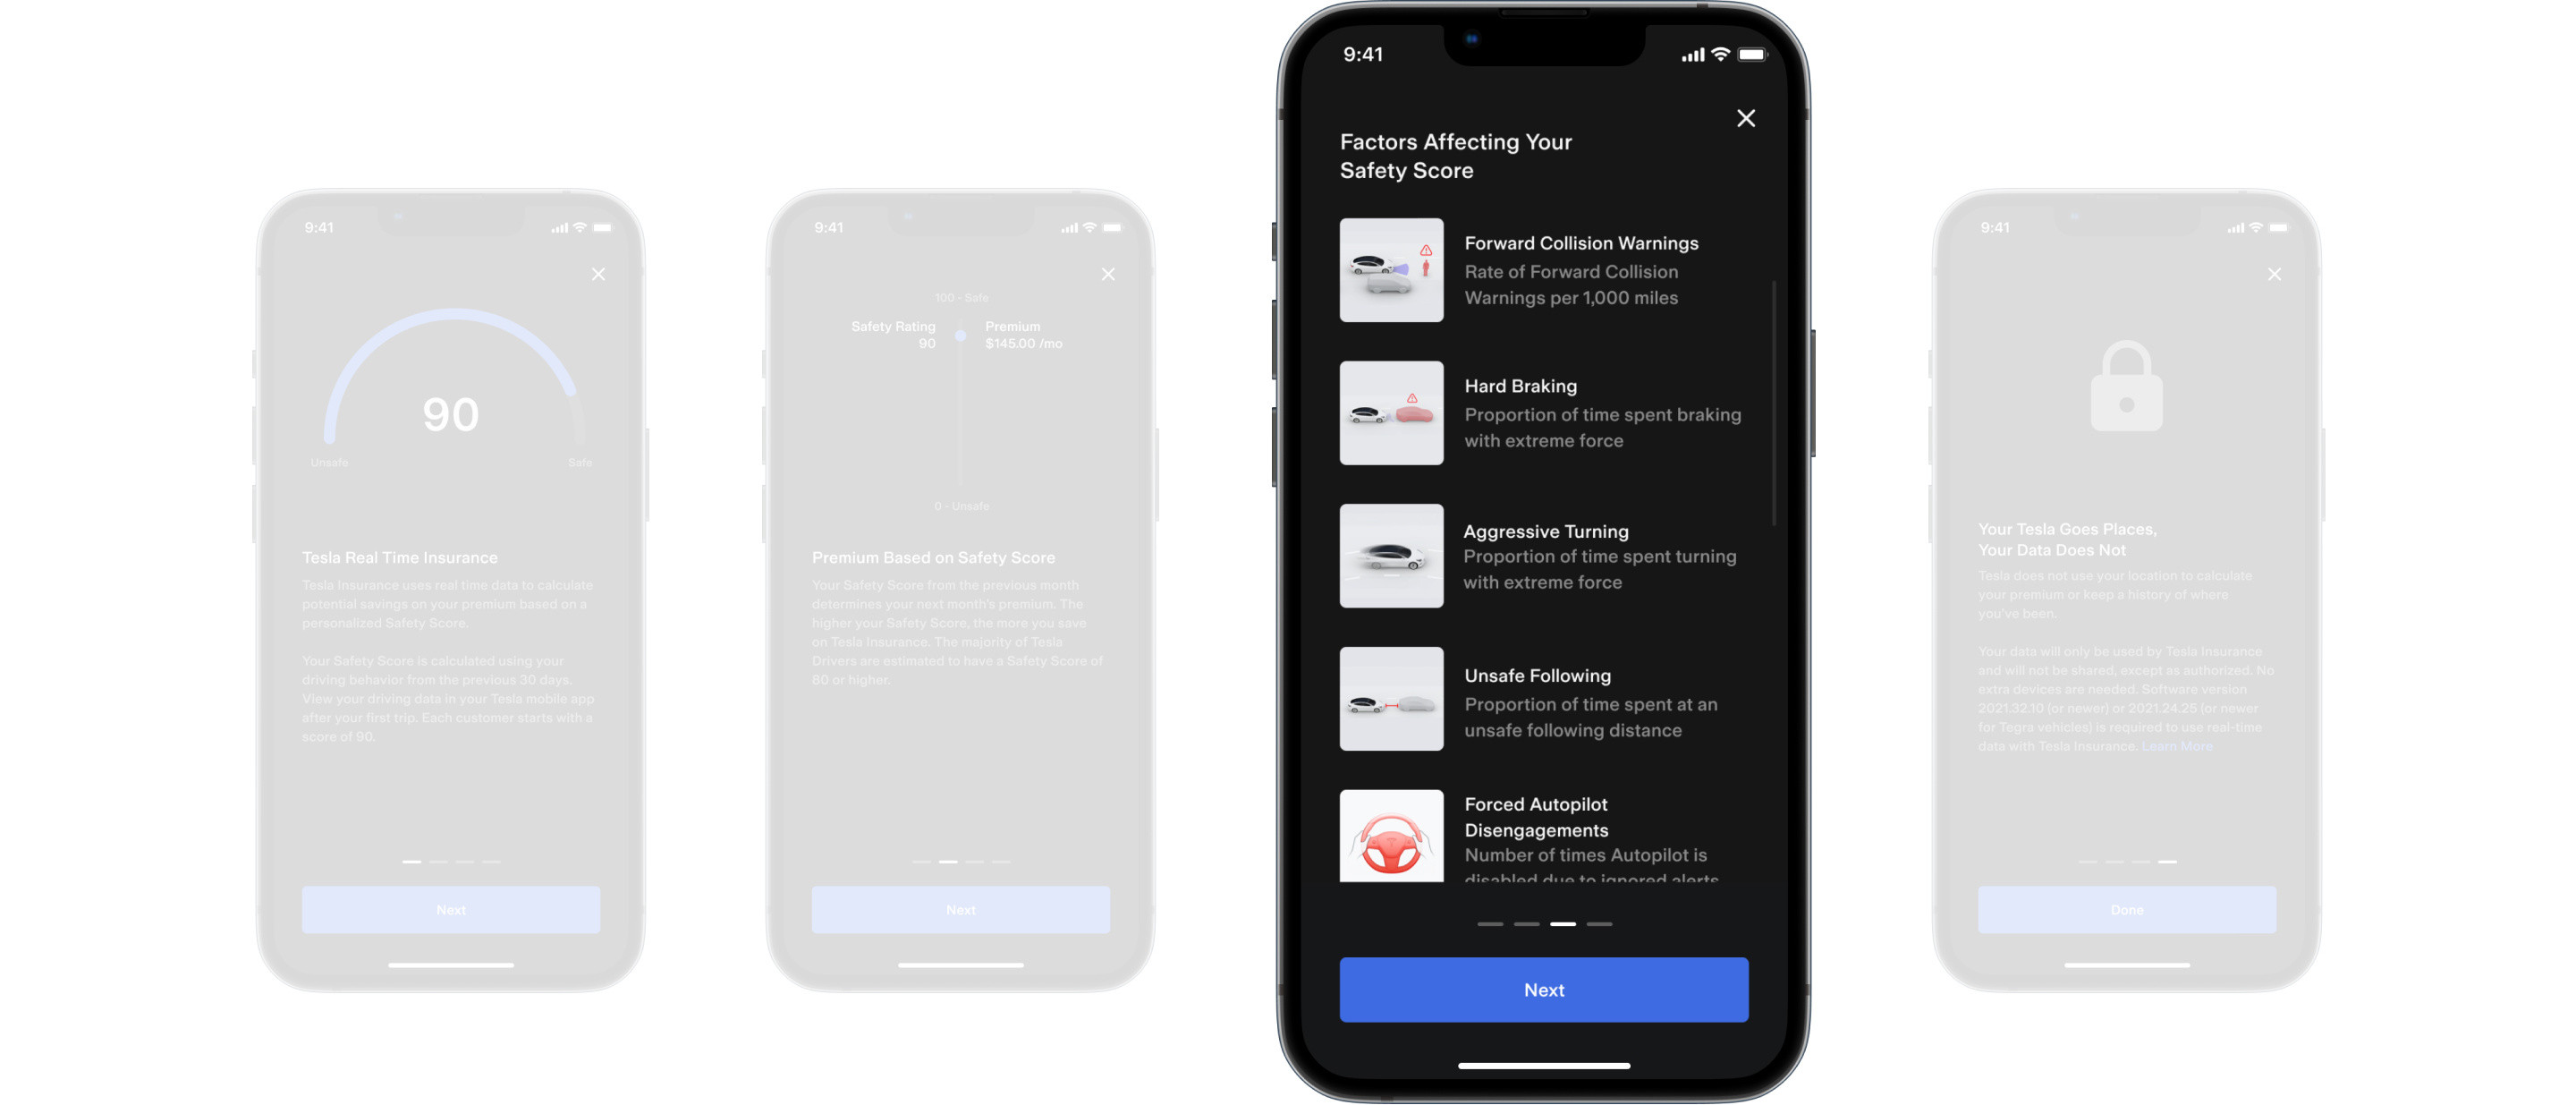 9:41
90
Unsafe
Safe
Tesla Real Time Insurance
Tesla Insurance uses real time data to calculate
potential savings on your premium based on a
personalized Safety Score.
Your Safety Score is calculated using your
driving behavior from the previous 30 days.
View your driving data in your Tesla mobile app
after your first trip. Each customer starts with a
score of 90.
Next
9:41
100 - Safe
Safety Rating
90
Premium
$145.00 /mo
0 - Unsafe
Premium Based on Safety Score
Your Safety Score from the previous month
determines your next month's premium. The
higher your Safety Score, the more you save
on Tesla Insurance. The majority of Tesla
Drivers are estimated to have a Safety Score of
80 or higher.
Next
9:41
Factors Affecting Your
Safety Score
Forward Collision Warnings
Rate of Forward Collision
Warnings per 1,000 miles
Hard Braking
Proportion of time spent braking
with extreme force
Aggressive Turning
Proportion of time spent turning
with extreme force
Unsafe Following
Proportion of time spent at an
unsafe following distance
Forced Autopilot
Disengagements
Number of times Autopilot is
disabled due to ignored alerts
Next
9:41
Your Tesla Goes Places,
Your Data Does Not
Tesla does not use your location to calculate
your premium or keep a history of where
you've been.
Your data will only be used by Tesla Insurance
and will not be shared, except as authorized. No
extra devices are needed. Software version
2021.32.10 (or newer) or 2021.24.25 (or newer
for Tegra vehicles) is required to use real-time
data with Tesla Insurance. Learn More
Done